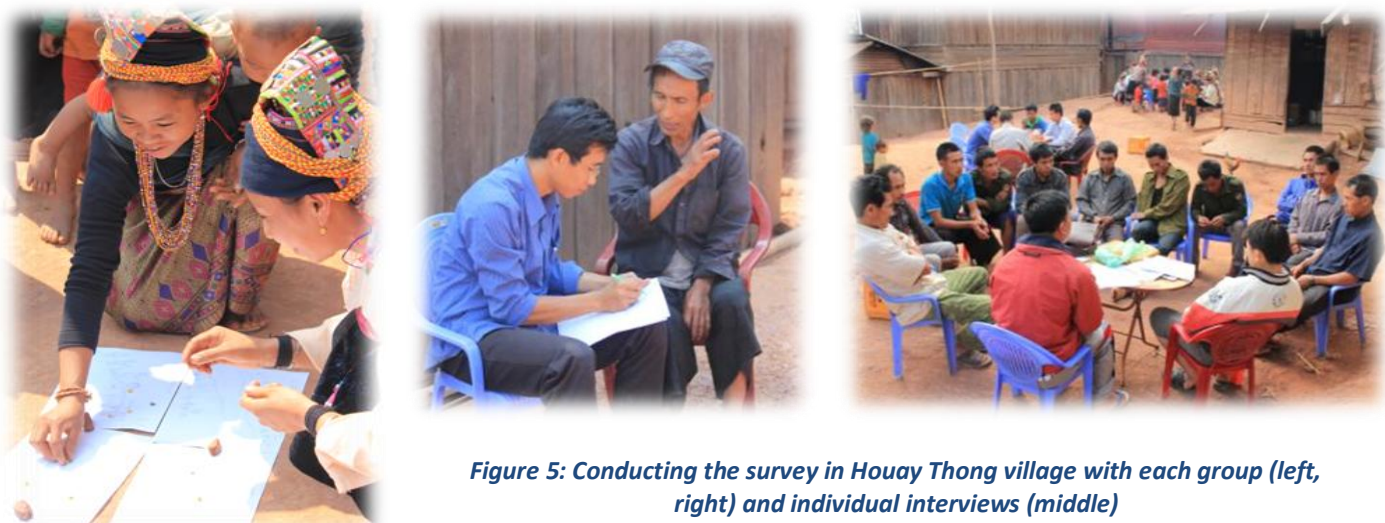 Figure 5: Conducting the survey in Houay Thong village with each group (left,
right) and individual interviews (middle)